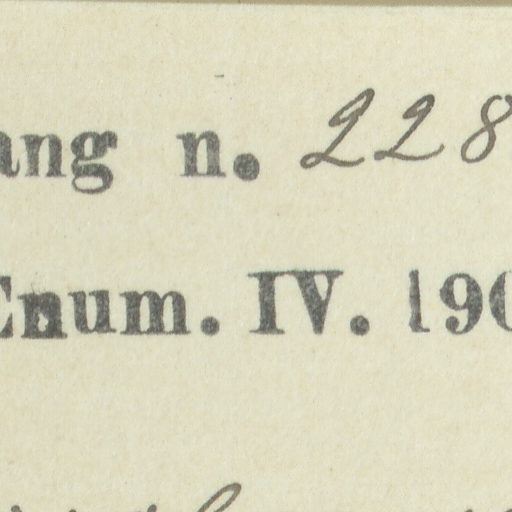 ang n. 228
Enum. IV. 190